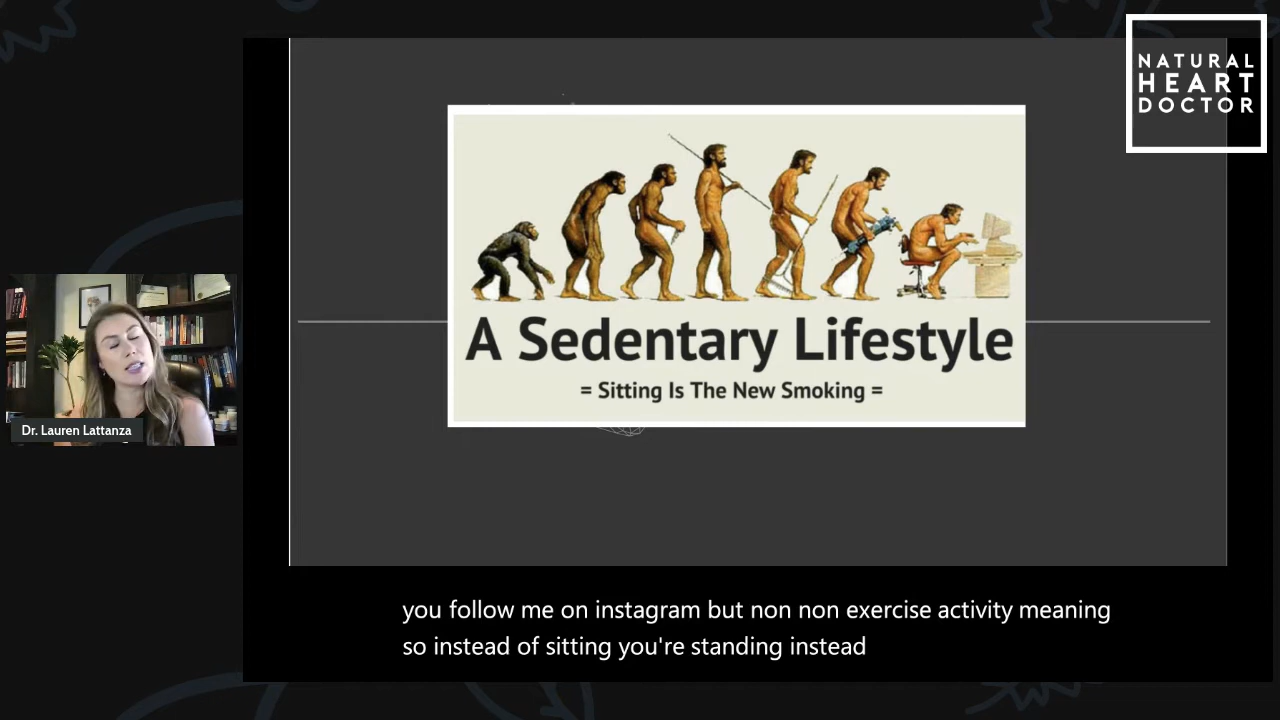 NATURAL
HEART
DOCTOR
A Sedentary Lifestyle
= Sitting Is The New Smoking =
Dr. Lauren Lattanza
you follow me on instagram but non non exercise activity meaning
so instead of sitting you're standing instead